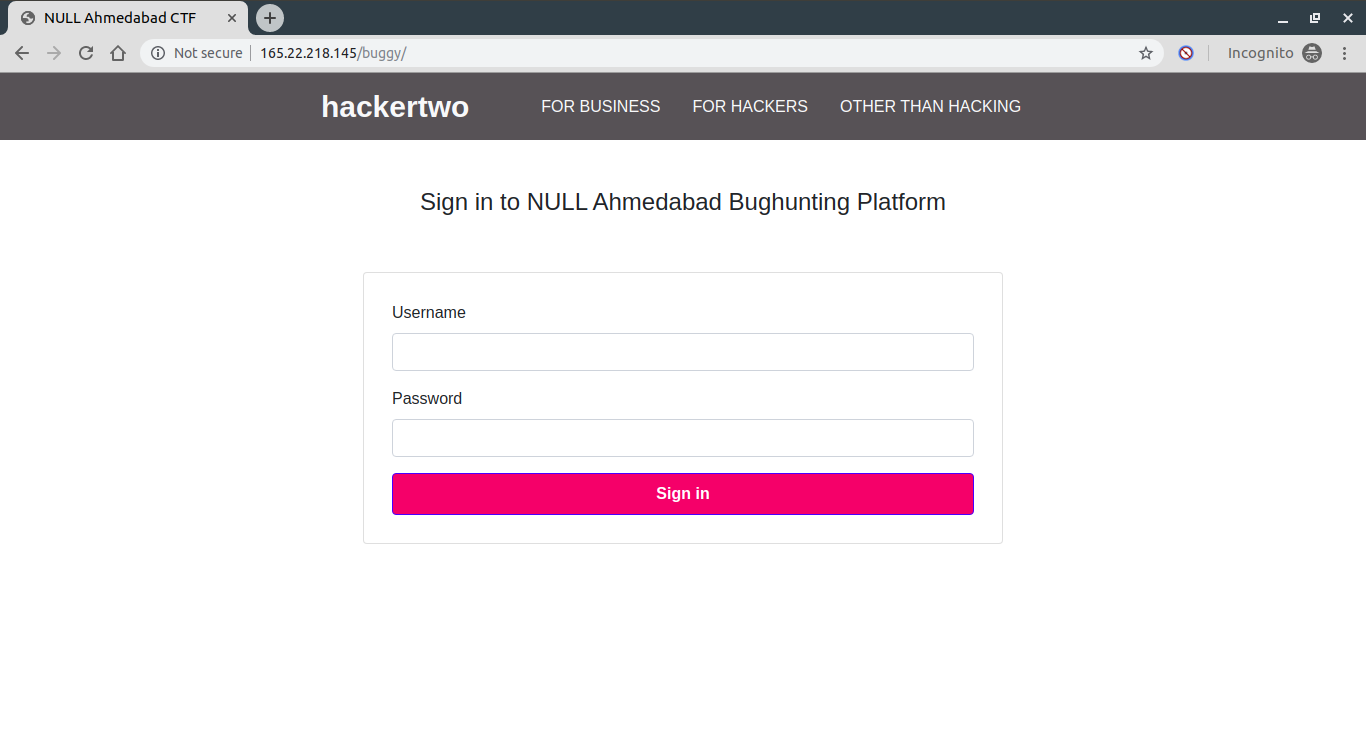 NULL Ahmedabad CTF
Not secure 165.22.218.145/buggy/ Incognito
hackertwo FOR BUSINESS FOR HACKERS OTHER THAN HACKING
Sign in to NULL Ahmedabad Bughunting Platform
Username
Password
Sign in